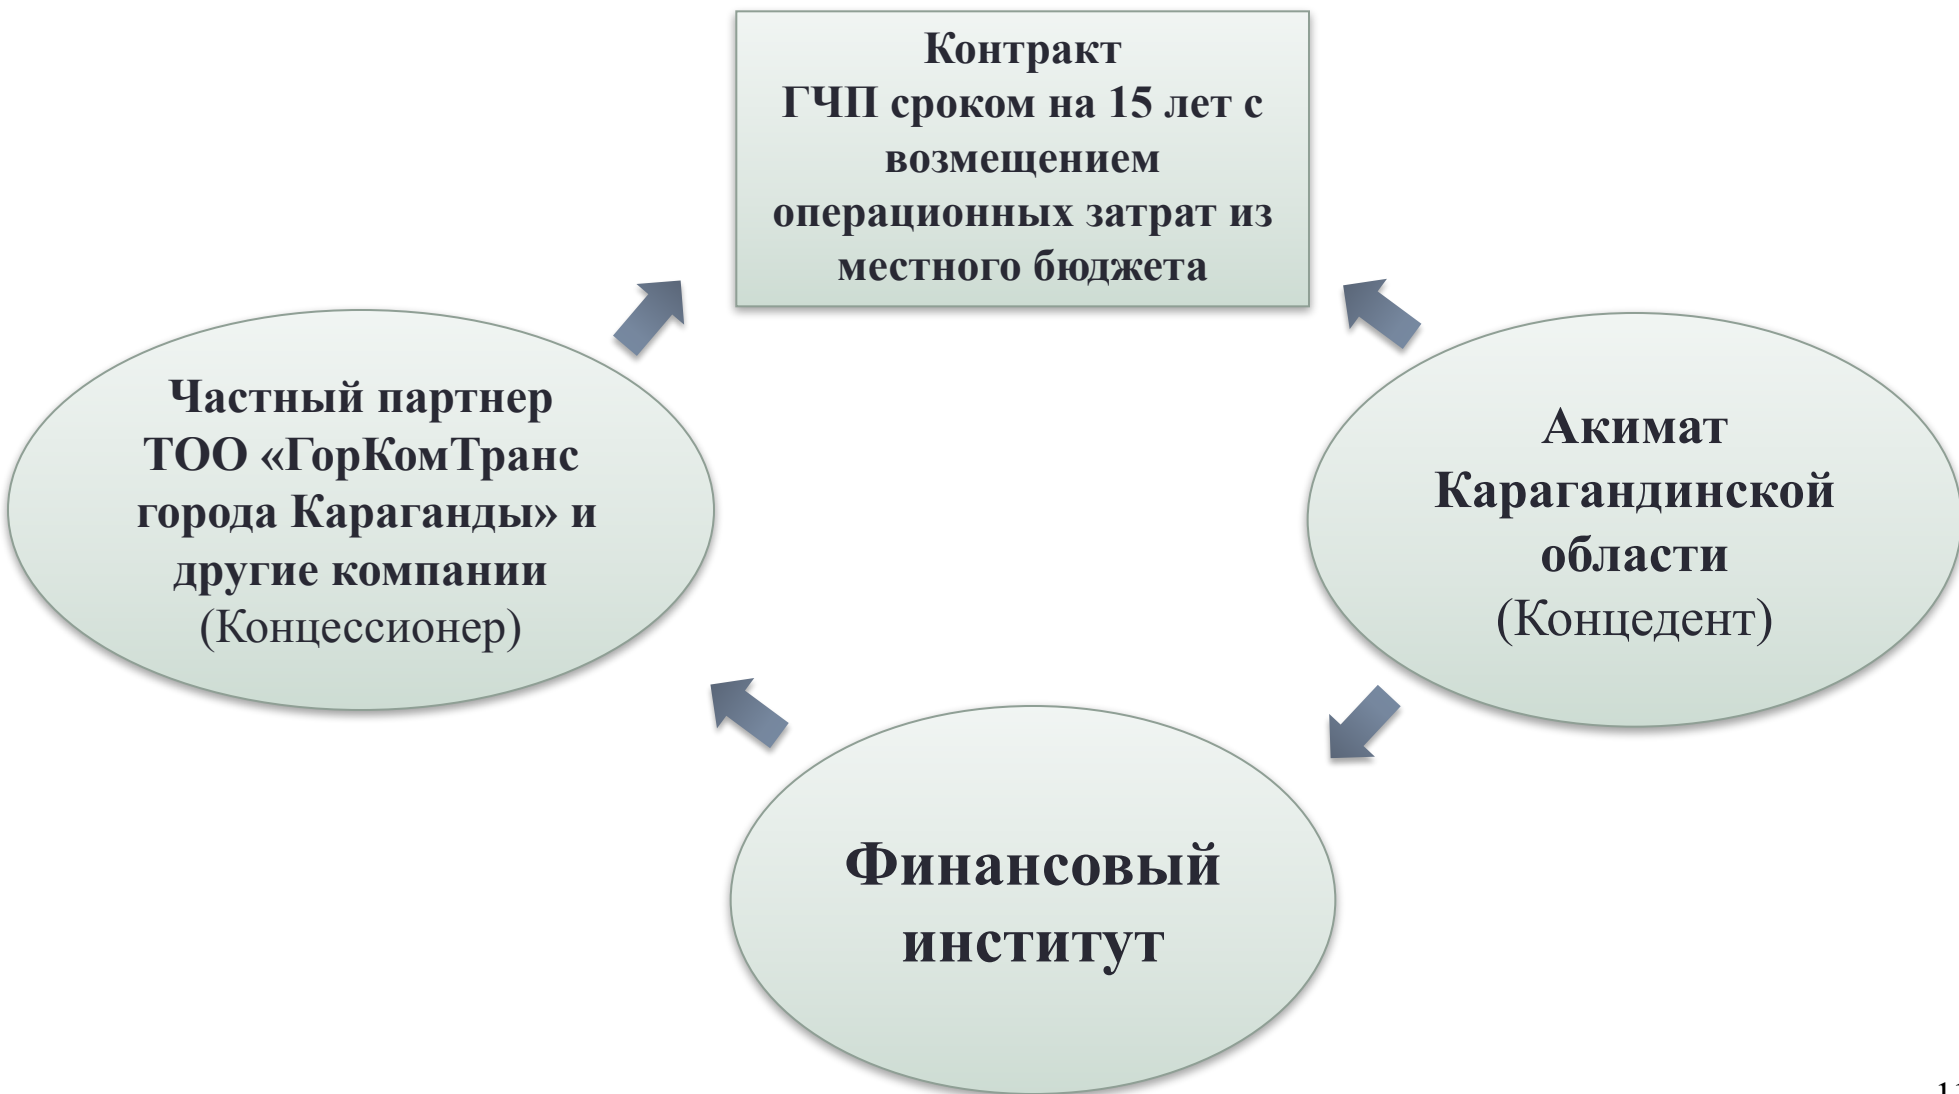 Контракт
ГЧП сроком на 15 лет с
возмещением
операционных затрат из
местного бюджета
Частный партнер
ТОО «ГорКомТранс
города Караганды» и
другие компании
(Концессионер)
Акимат
Карагандинской
области
(Концедент)
Финансовый
институт